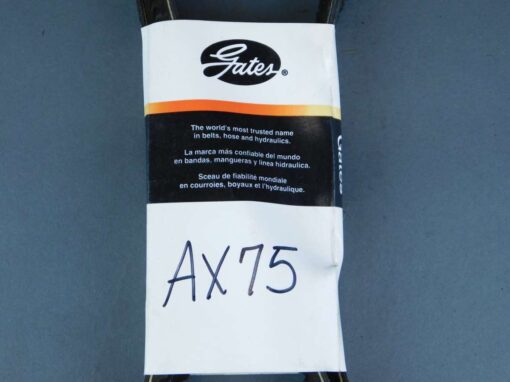 Gates®
The world's most trusted name
in belts, hose and hydraulics.
La marca más confiable del mundo
en bandas, mangueras y línea hidraulica.
Sceau de fiabilité mondiale
en courroies, boyaux et l'hydraulique.
Gates
AX75